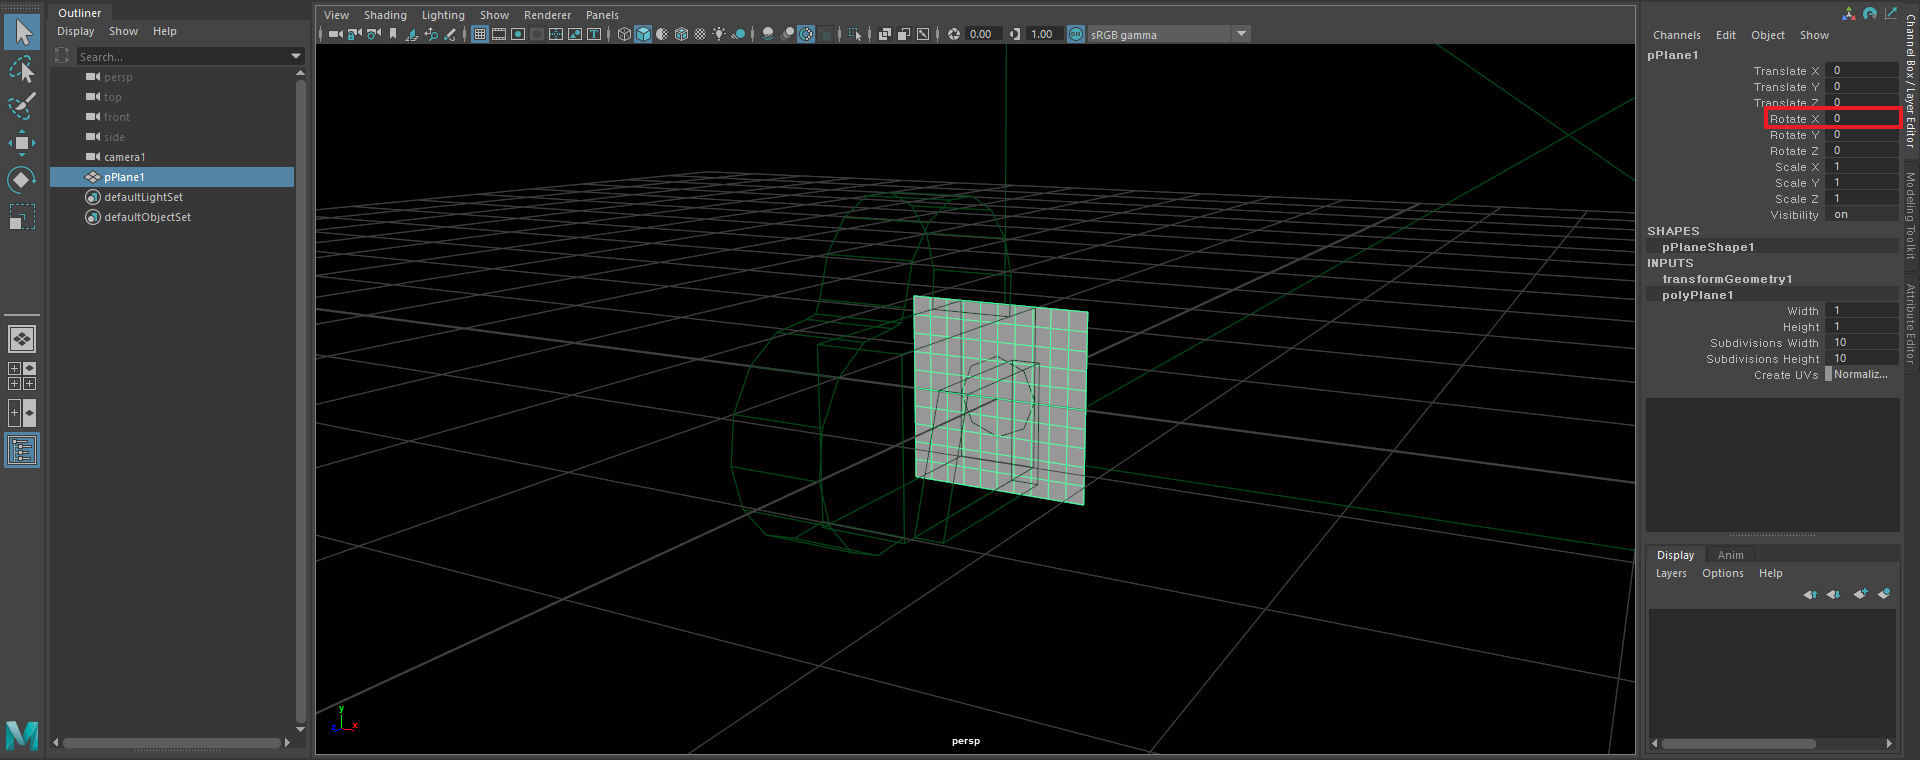 Outliner
Display Show Help
Search...
persp
top
front
side
camera1
pPlane1
defaultLightSet
defaultObjectSet
View Shading Lighting Show Renderer Panels
0.00 1.00 ON sRGB gamma
y
z x
persp
Channels Edit Object Show
pPlane1
Translate X 0
Translate Y 0
Translate Z 0
Rotate X 0
Rotate Y 0
Rotate Z 0
Scale X 1
Scale Y 1
Scale Z 1
Visibility on
SHAPES
pPlaneShape1
INPUTS
transformGeometry1
polyPlane1
Width 1
Height 1
Subdivisions Width 10
Subdivisions Height 10
Create UVs Normaliz...
Display Anim
Layers Options Help
Channel Box / Layer Editor
Modeling Toolkit
Attribute Editor